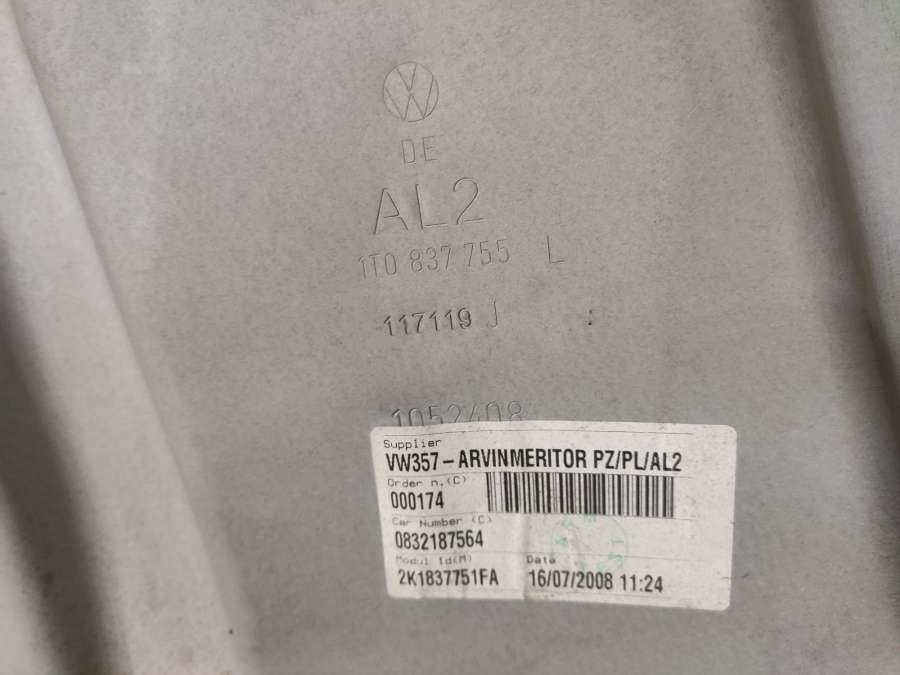 DE
AL2
1T0 837 755 L
117119 J
1052408
Supplier
VW357-ARVINMERITOR PZ/PL/AL2
Order n.(C)
000174
Car Number (C)
0832187564
Modul Id(M)
2K1837751FA
Date
16/07/2008 11:24